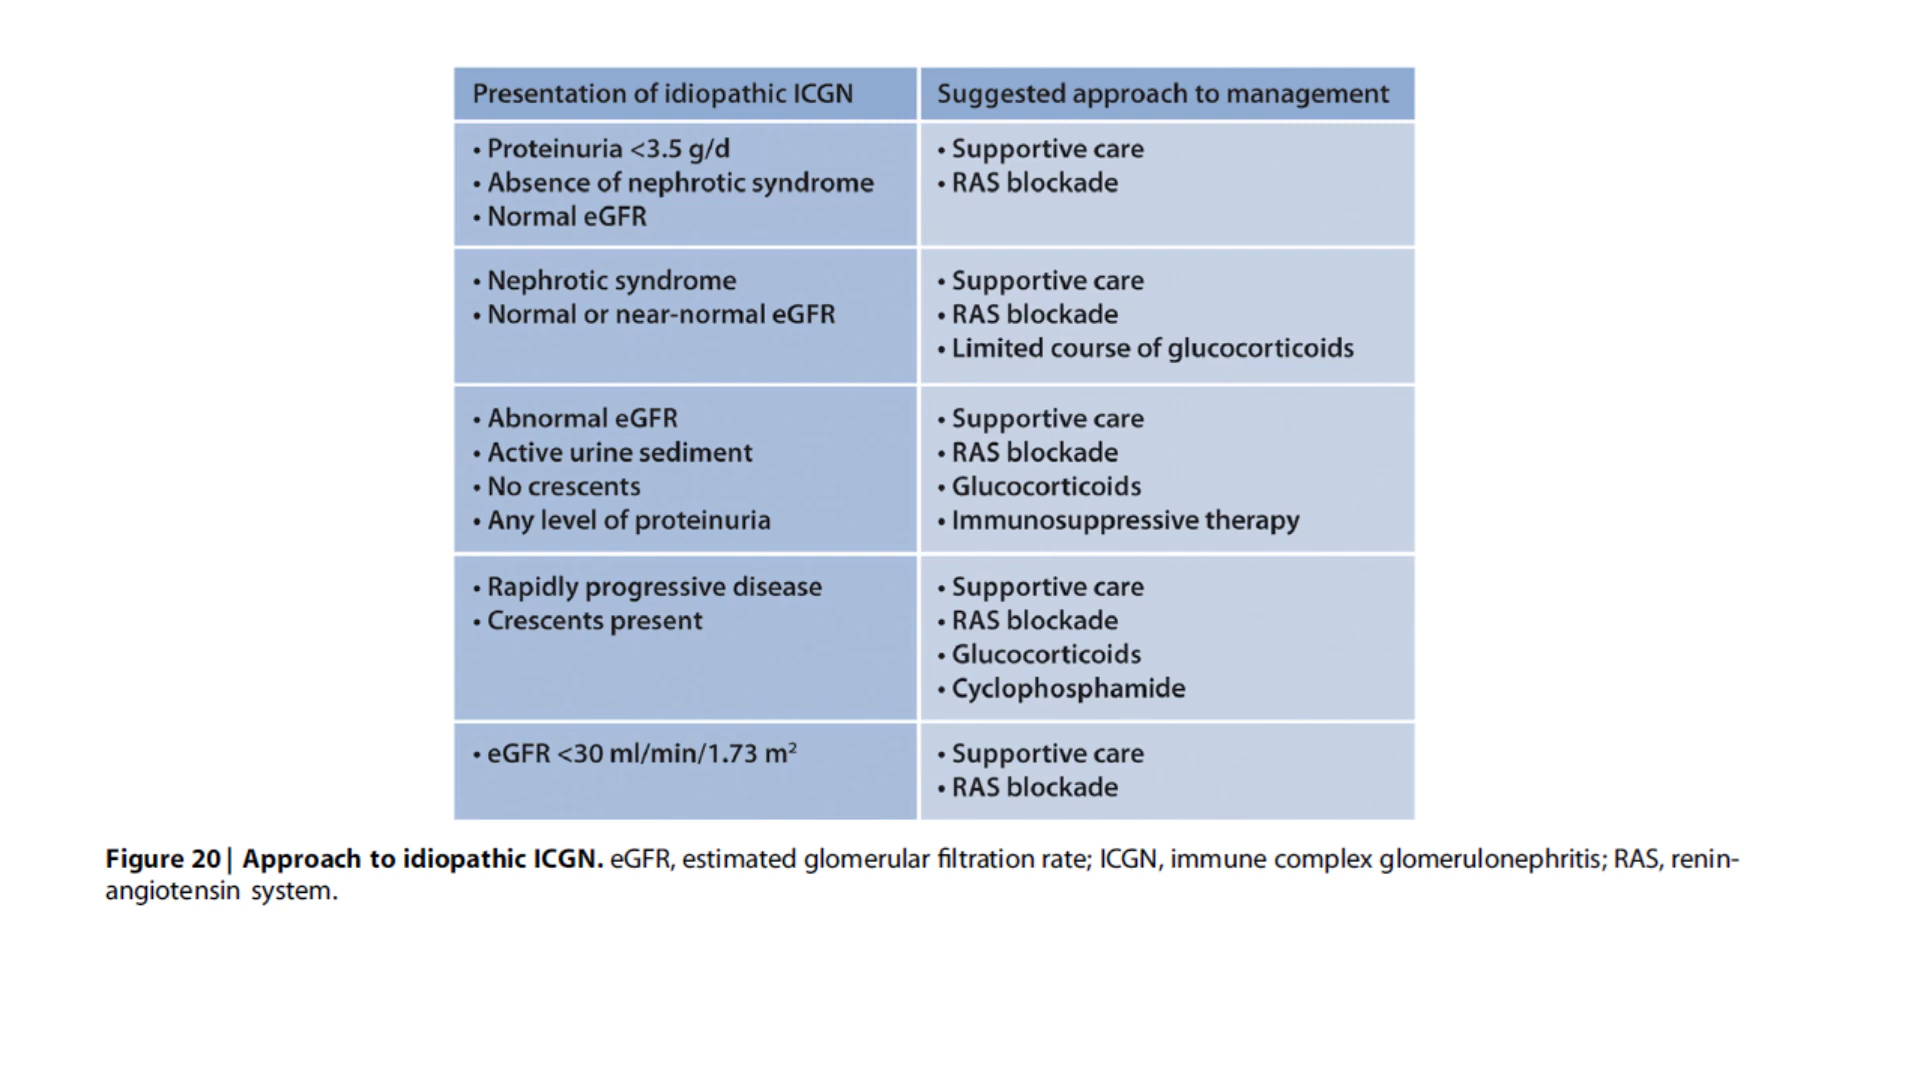 Presentation of idiopathic ICGN
Suggested approach to management
• Proteinuria <3.5 g/d
• Absence of nephrotic syndrome
• Normal eGFR
• Supportive care
• RAS blockade
• Nephrotic syndrome
• Normal or near-normal eGFR
• Supportive care
• RAS blockade
• Limited course of glucocorticoids
• Abnormal eGFR
• Active urine sediment
• No crescents
• Any level of proteinuria
• Supportive care
• RAS blockade
• Glucocorticoids
• Immunosuppressive therapy
• Rapidly progressive disease
• Crescents present
• Supportive care
• RAS blockade
• Glucocorticoids
• Cyclophosphamide
• eGFR <30 ml/min/1.73 m²
• Supportive care
• RAS blockade
Figure 20 | Approach to idiopathic ICGN. eGFR, estimated glomerular filtration rate; ICGN, immune complex glomerulonephritis; RAS, renin-
angiotensin system.